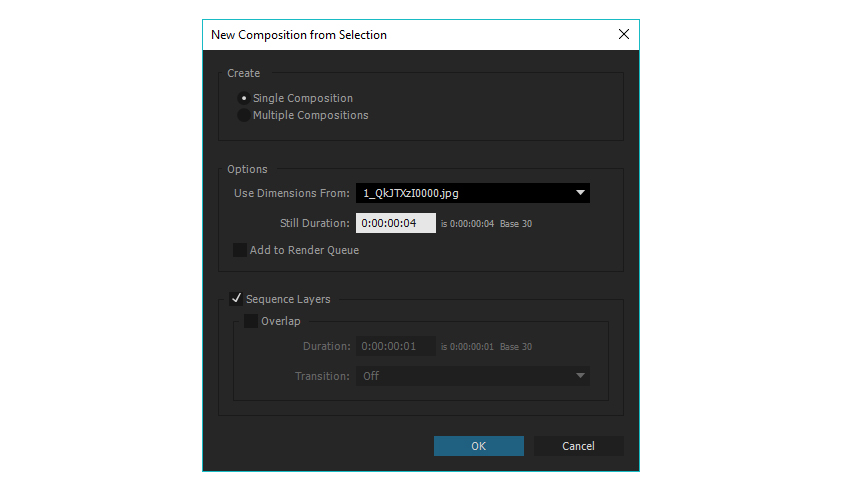 New Composition from Selection
Create
Single Composition
Multiple Compositions
Options
Use Dimensions From: 1_QkJTXzI0000.jpg
Still Duration: 0:00:00:04 is 0:00:00:04 Base 30
Add to Render Queue
Sequence Layers
Overlap
Duration: 0:00:00:01 is 0:00:00:01 Base 30
Transition: Off
OK Cancel